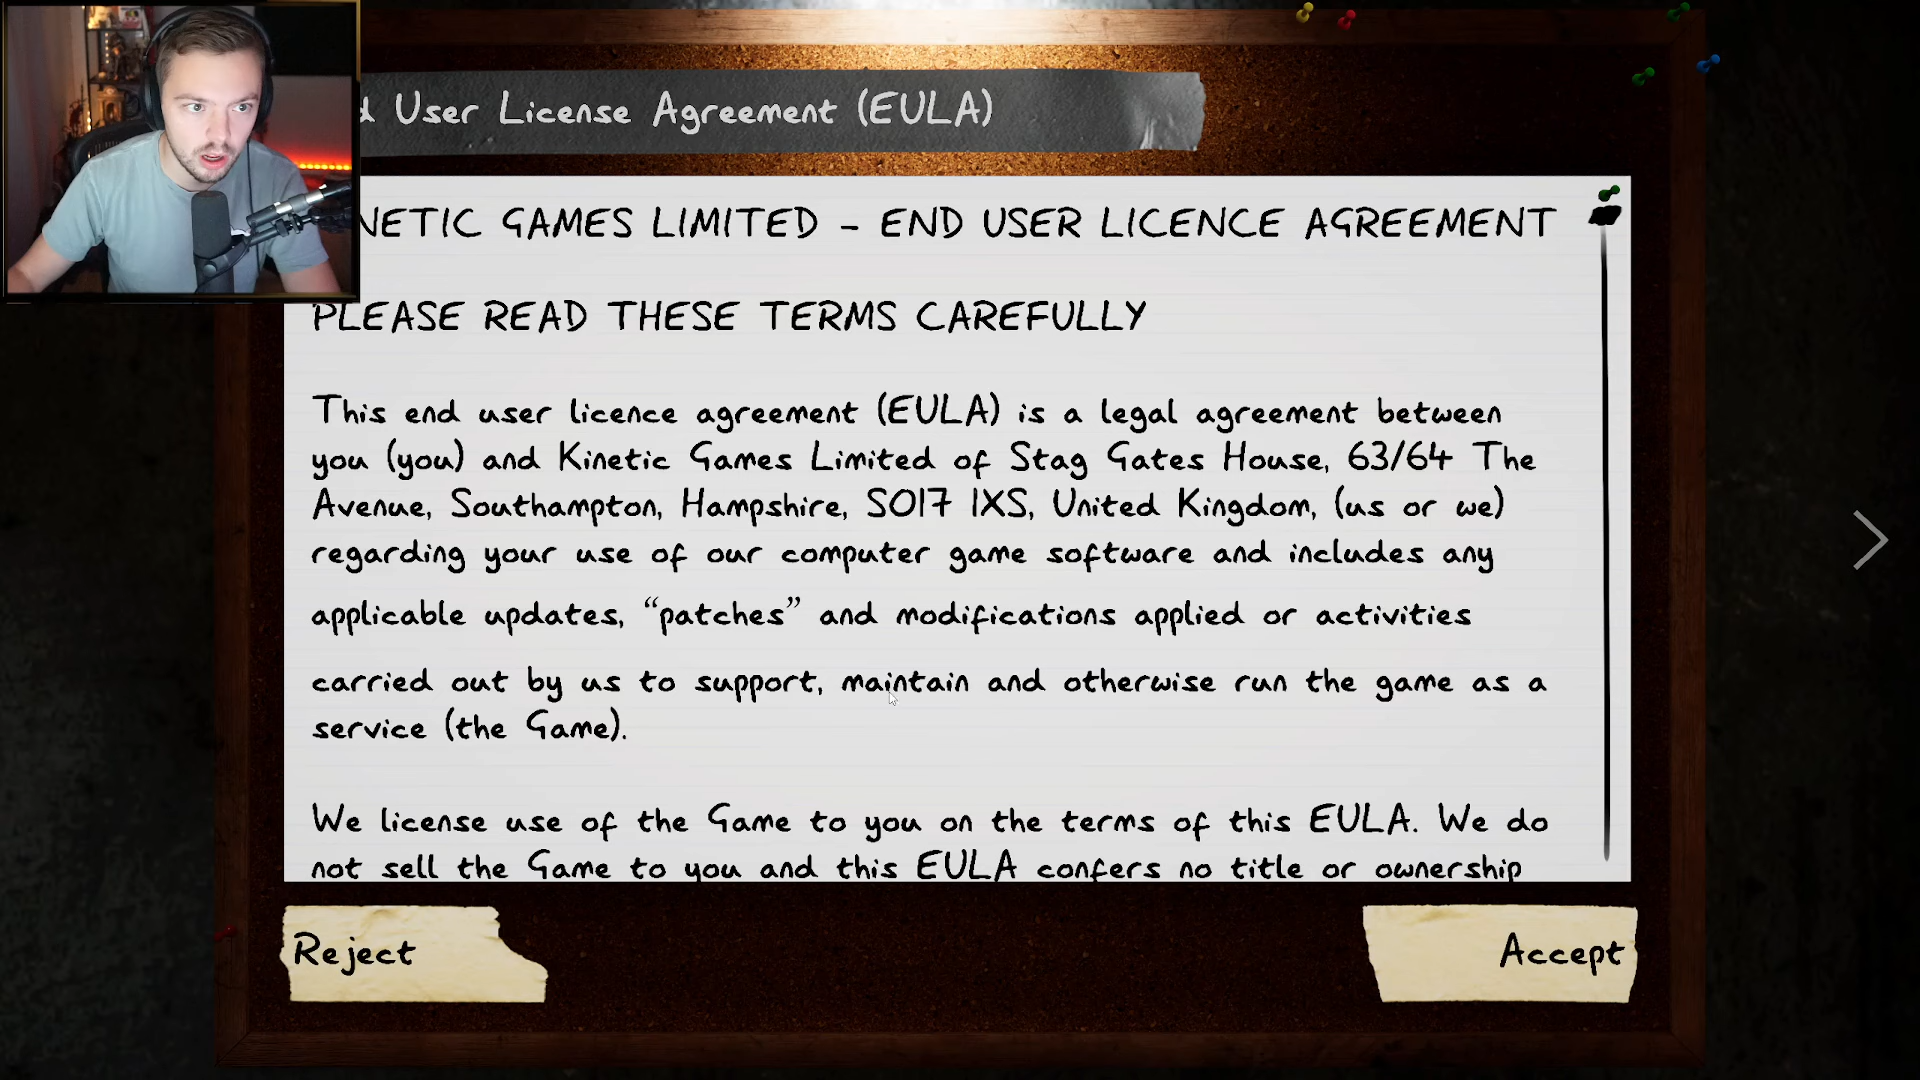 User License Agreement (EULA)
GAMES LIMITED - END USER LICENCE AGREEMENT
PLEASE READ THESE TERMS CAREFULLY
This end user licence agreement (EULA) is a legal agreement between
you (you) and Kinetic Games Limited of Stag Gates House, 63/64 The
Avenue, Southampton, Hampshire, SO17 1XS, United Kingdom, (us or we)
regarding your use of our computer game software and includes any
applicable updates, “patches” and modifications applied or activities
carried out by us to support, maintain and otherwise run the game as a
service (the Game).
We license use of the Game to you on the terms of this EULA. We do
not sell the Game to you and this EULA confers no title or ownership
Reject
Accept